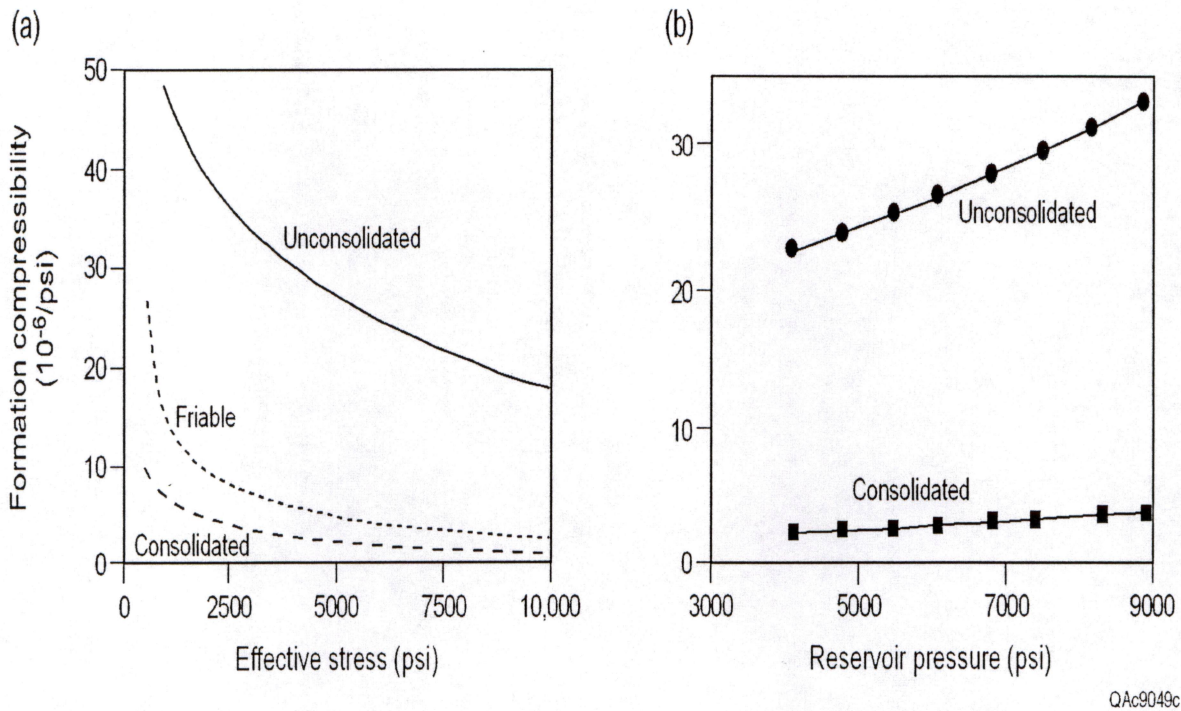 (a)
50
40
30
20
10
0
Formation compressibility
(10⁻⁶/psi)
Unconsolidated
Friable
Consolidated
0 2500 5000 7500 10,000
Effective stress (psi)
(b)
30
20
10
0
Unconsolidated
Consolidated
3000 5000 7000 9000
Reservoir pressure (psi)
QAc9049c